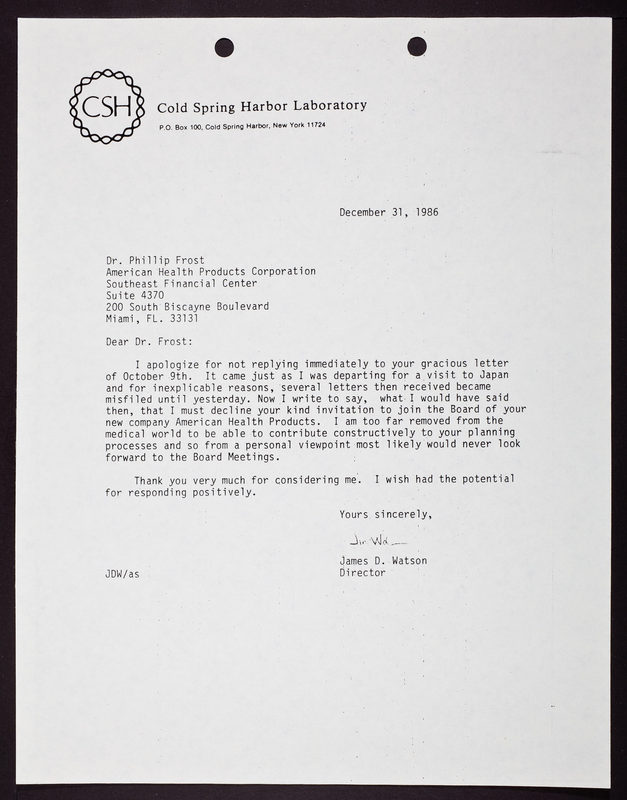 CSH
Cold Spring Harbor Laboratory
P.O. Box 100, Cold Spring Harbor, New York 11724
December 31, 1986
Dr. Phillip Frost
American Health Products Corporation
Southeast Financial Center
Suite 4370
200 South Biscayne Boulevard
Miami, FL. 33131
Dear Dr. Frost:
I apologize for not replying immediately to your gracious letter
of October 9th. It came just as I was departing for a visit to Japan
and for inexplicable reasons, several letters then received became
misfiled until yesterday. Now I write to say, what I would have said
then, that I must decline your kind invitation to join the Board of your
new company American Health Products. I am too far removed from the
medical world to be able to contribute constructively to your planning
processes and so from a personal viewpoint most likely would never look
forward to the Board Meetings.
Thank you very much for considering me. I wish had the potential
for responding positively.
Yours sincerely,
Jim Wa
James D. Watson
JDW/as Director